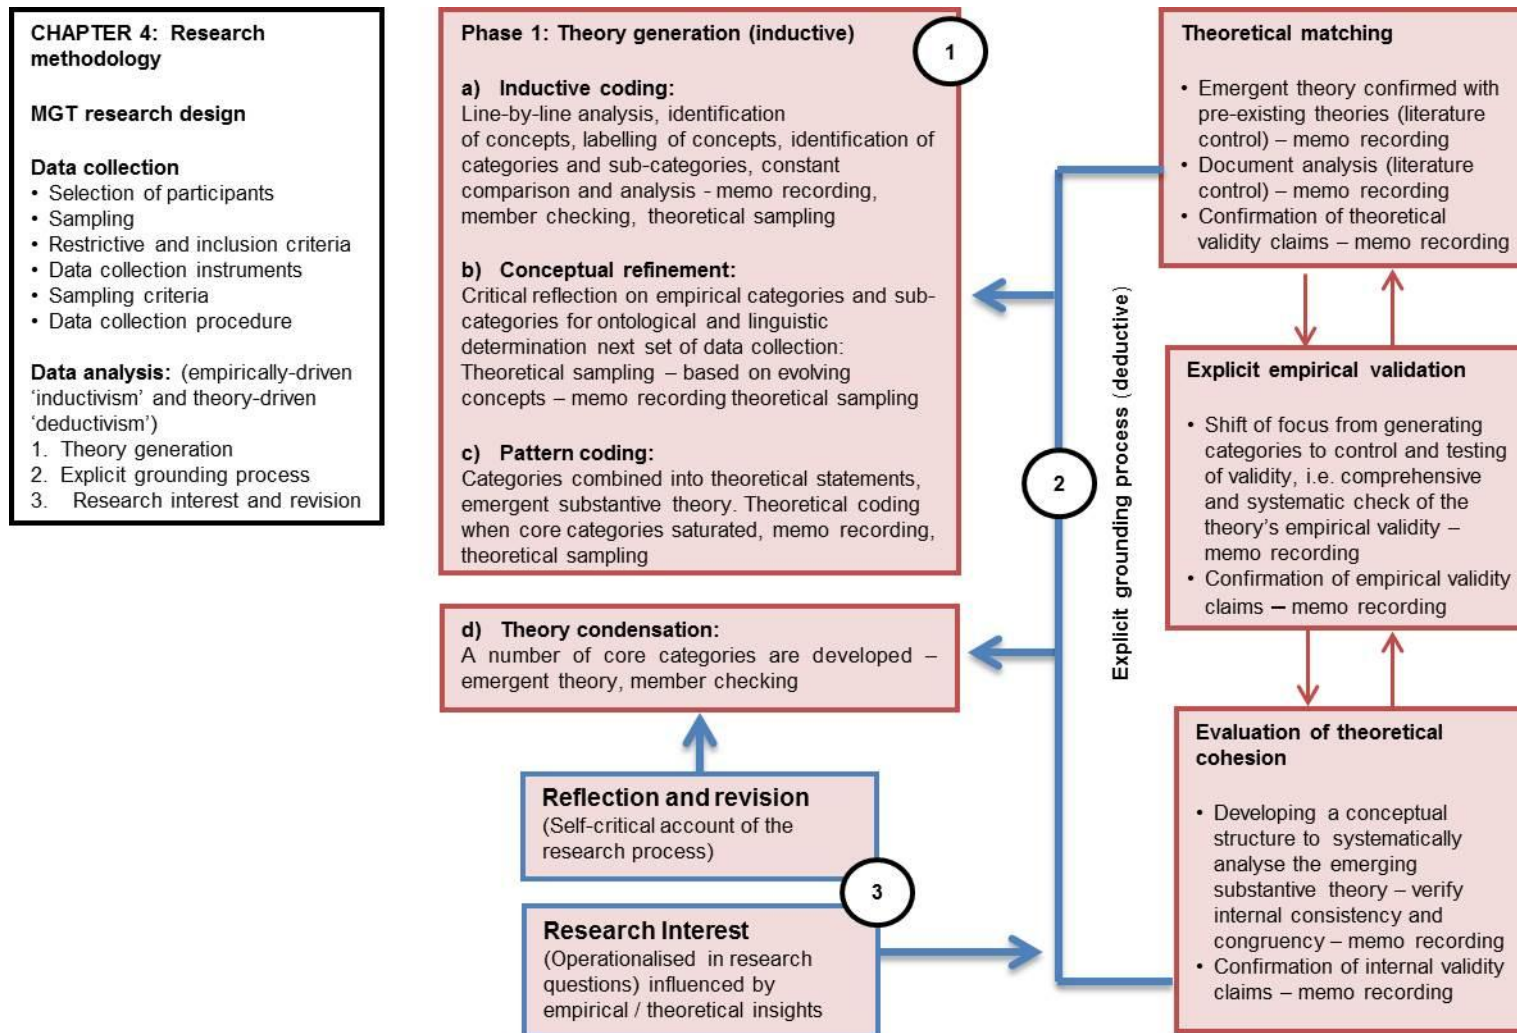 CHAPTER 4: Research
methodology
MGT research design
Data collection
• Selection of participants
• Sampling
• Restrictive and inclusion criteria
• Data collection instruments
• Sampling criteria
• Data collection procedure
Data analysis: (empirically-driven
‘inductivism’ and theory-driven
‘deductivism’)
1. Theory generation
2. Explicit grounding process
3. Research interest and revision
Phase 1: Theory generation (inductive)
1
a) Inductive coding:
Line-by-line analysis, identification
of concepts, labelling of concepts, identification of
categories and sub-categories, constant
comparison and analysis - memo recording,
member checking, theoretical sampling
b) Conceptual refinement:
Critical reflection on empirical categories and sub-
categories for ontological and linguistic
determination next set of data collection:
Theoretical sampling – based on evolving
concepts – memo recording theoretical sampling
c) Pattern coding:
Categories combined into theoretical statements,
emergent substantive theory. Theoretical coding
when core categories saturated, memo recording,
theoretical sampling
d) Theory condensation:
A number of core categories are developed –
emergent theory, member checking
Reflection and revision
(Self-critical account of the
research process)
3
Research Interest
(Operationalised in research
questions) influenced by
empirical / theoretical insights
2
Explicit grounding process (deductive)
Theoretical matching
• Emergent theory confirmed with
pre-existing theories (literature
control) – memo recording
• Document analysis (literature
control) – memo recording
• Confirmation of theoretical
validity claims – memo recording
Explicit empirical validation
• Shift of focus from generating
categories to control and testing
of validity, i.e. comprehensive
and systematic check of the
theory’s empirical validity –
memo recording
• Confirmation of empirical validity
claims – memo recording
Evaluation of theoretical
cohesion
• Developing a conceptual
structure to systematically
analyse the emerging
substantive theory – verify
internal consistency and
congruency – memo recording
• Confirmation of internal validity
claims – memo recording